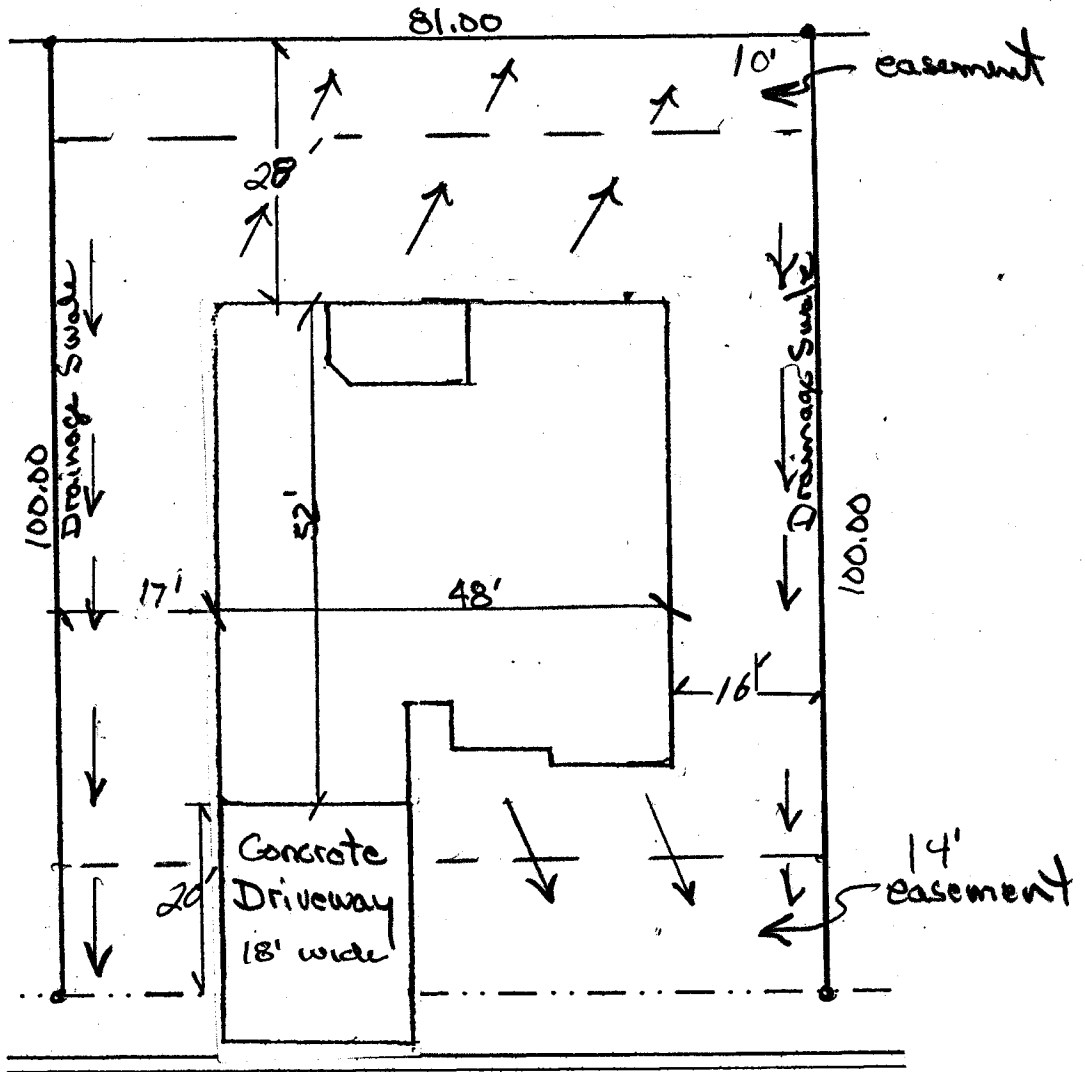 81.00
10'
easement
28'
Drainage Swale
Drainage Swale
100.00
52'
100.00
17'
48'
16'
Concrete
Driveway
18' wide
20'
14'
easement